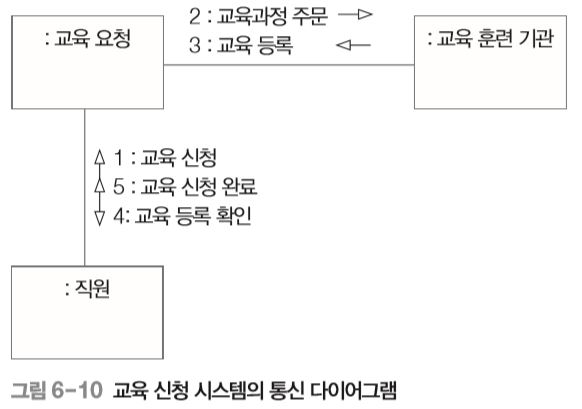 : 교육 요청
2 : 교육과정 주문
3 : 교육 등록
: 교육 훈련 기관
1 : 교육 신청
5 : 교육 신청 완료
4: 교육 등록 확인
: 직원
그림 6-10 교육 신청 시스템의 통신 다이어그램